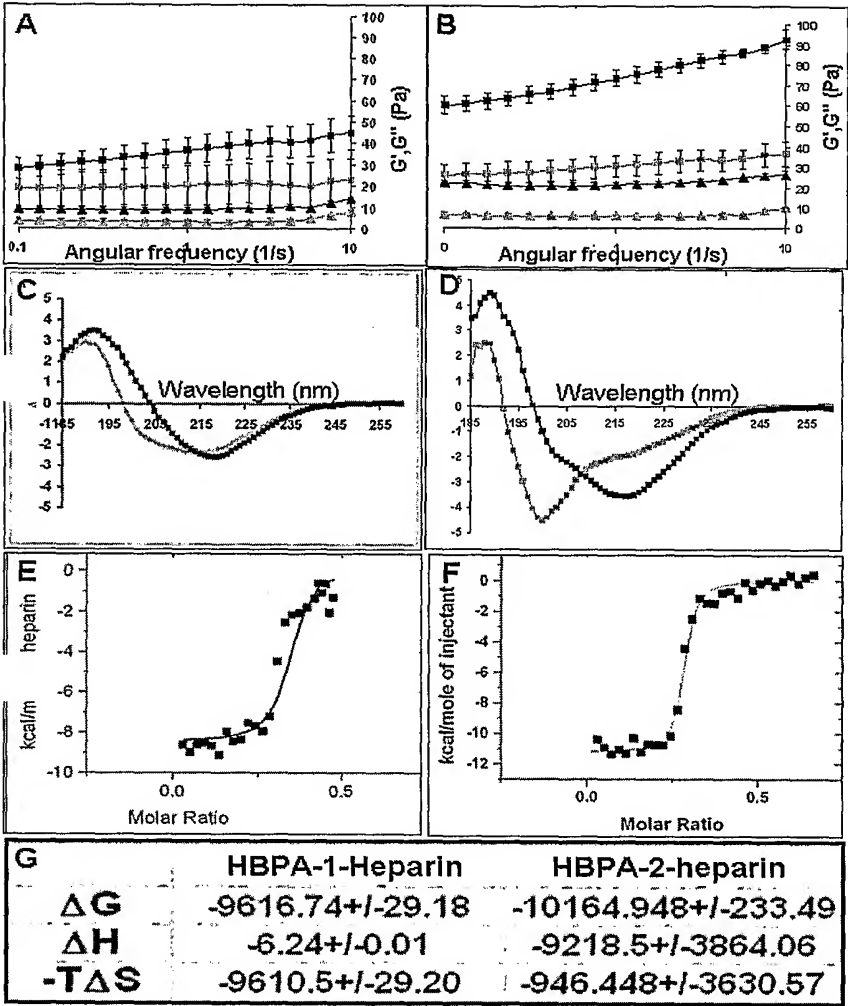 A
100
90
80
70
60
50
40
30
20
10
0
G',G'' (Pa)
0.1
1
10
Angular frequency (1/s)
B
100
90
80
70
60
50
40
30
20
10
0
G',G'' (Pa)
0
1
10
Angular frequency (1/s)
C
5
4
3
2
1
0
-1185
-2
-3
-4
-5
Wavelength (nm)
195 205 215 225 235 245 255
D
5
4
3
2
1
0
-185
-2
-3
-4
-5
Wavelength (nm)
195 205 215 225 235 245 255
E
0
-2
-4
-6
-8
-10
kcal/m heparin
0.0 0.5
Molar Ratio
F
0
-2
-4
-6
-8
-10
-12
kcal/mole of injectant
0.0 0.5
Molar Ratio
G
HBPA-1-Heparin HBPA-2-heparin
ΔG -9616.74+/-29.18 -10164.948+/-233.49
ΔH -6.24+/-0.01 -9218.5+/-3864.06
-TΔS -9610.5+/-29.20 -946.448+/-3630.57